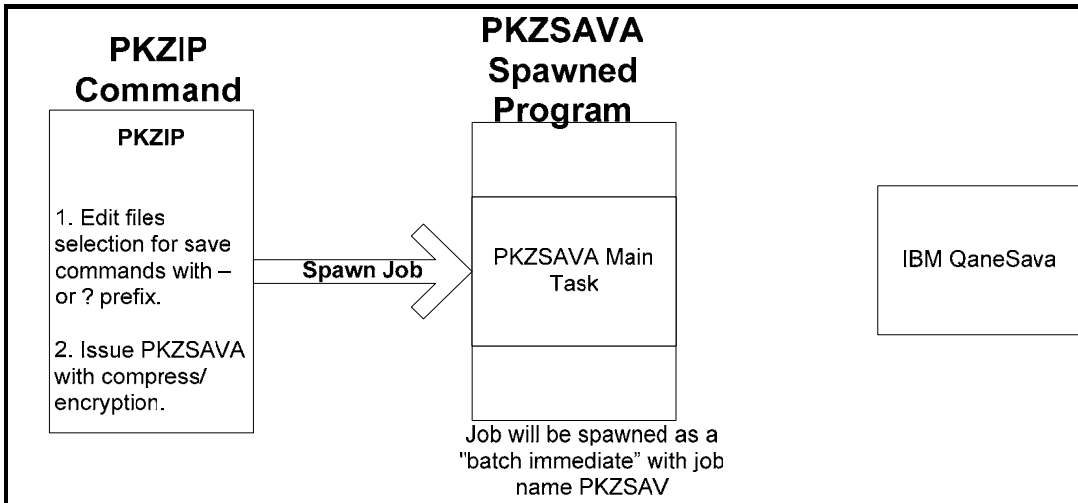 PKZIP
Command
PKZIP
1. Edit files
selection for save
commands with –
or ? prefix.
2. Issue PKZSAVA
with compress/
encryption.
Spawn Job
PKZSAVA
Spawned
Program
PKZSAVA Main
Task
Job will be spawned as a
"batch immediate” with job
name PKZSAV
IBM QaneSava